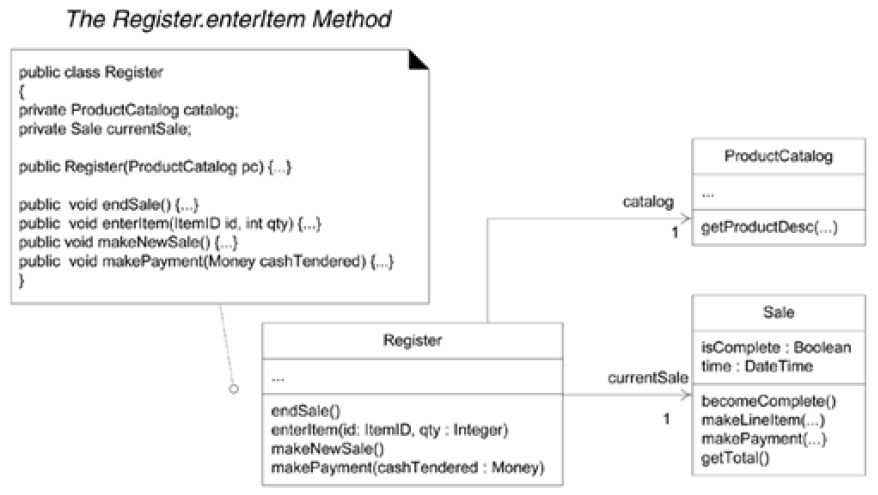 The Register.enterItem Method
public class Register
{
private ProductCatalog catalog;
private Sale currentSale;
public Register(ProductCatalog pc) {...}
public void endSale() {...}
public void enterItem(ItemID id, int qty) {...}
public void makeNewSale() {...}
public void makePayment(Money cashTendered) {...}
}
ProductCatalog
...
getProductDesc(...)
catalog
1
Register
...
endSale()
enterItem(id: ItemID, qty : Integer)
makeNewSale()
makePayment(cashTendered : Money)
currentSale
1
Sale
isComplete : Boolean
time : DateTime
becomeComplete()
makeLineItem(...)
makePayment(...)
getTotal()